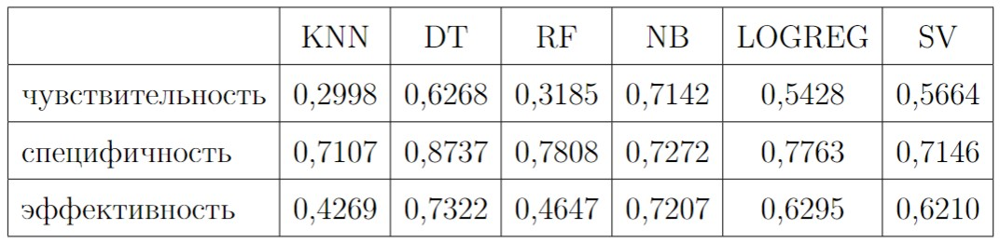 KNN DT RF NB LOGREG SV
чувствительность 0,2998 0,6268 0,3185 0,7142 0,5428 0,5664
специфичность 0,7107 0,8737 0,7808 0,7272 0,7763 0,7146
эффективность 0,4269 0,7322 0,4647 0,7207 0,6295 0,6210